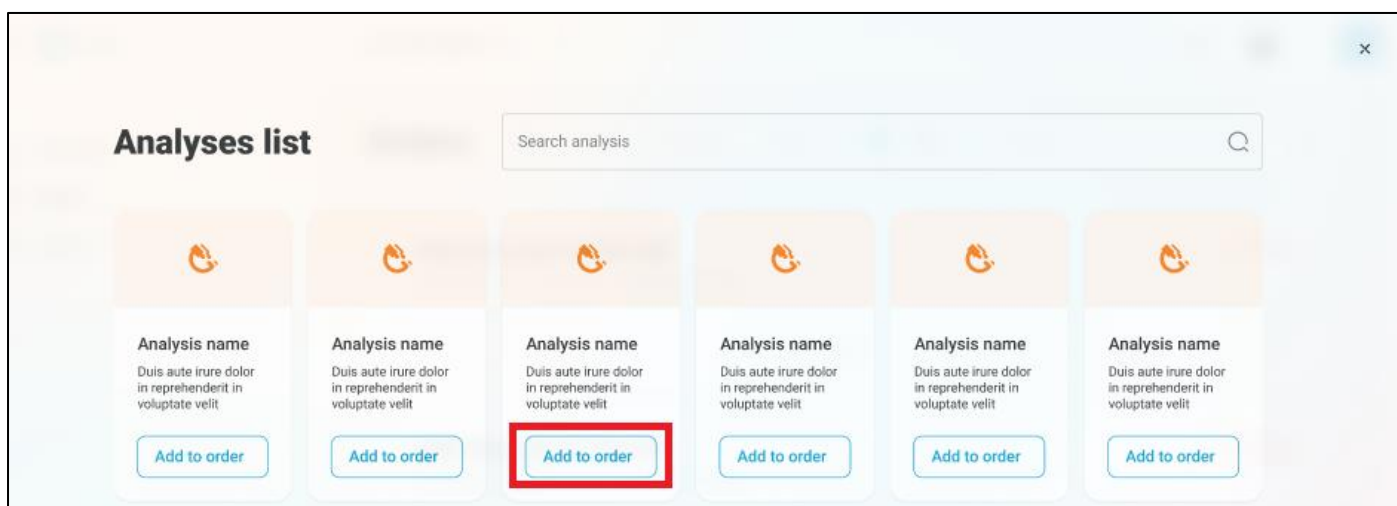 ×
Analyses list
Search analysis
Analysis name
Duis aute irure dolor
in reprehenderit in
voluptate velit
Add to order
Analysis name
Duis aute irure dolor
in reprehenderit in
voluptate velit
Add to order
Analysis name
Duis aute irure dolor
in reprehenderit in
voluptate velit
Add to order
Analysis name
Duis aute irure dolor
in reprehenderit in
voluptate velit
Add to order
Analysis name
Duis aute irure dolor
in reprehenderit in
voluptate velit
Add to order
Analysis name
Duis aute irure dolor
in reprehenderit in
voluptate velit
Add to order